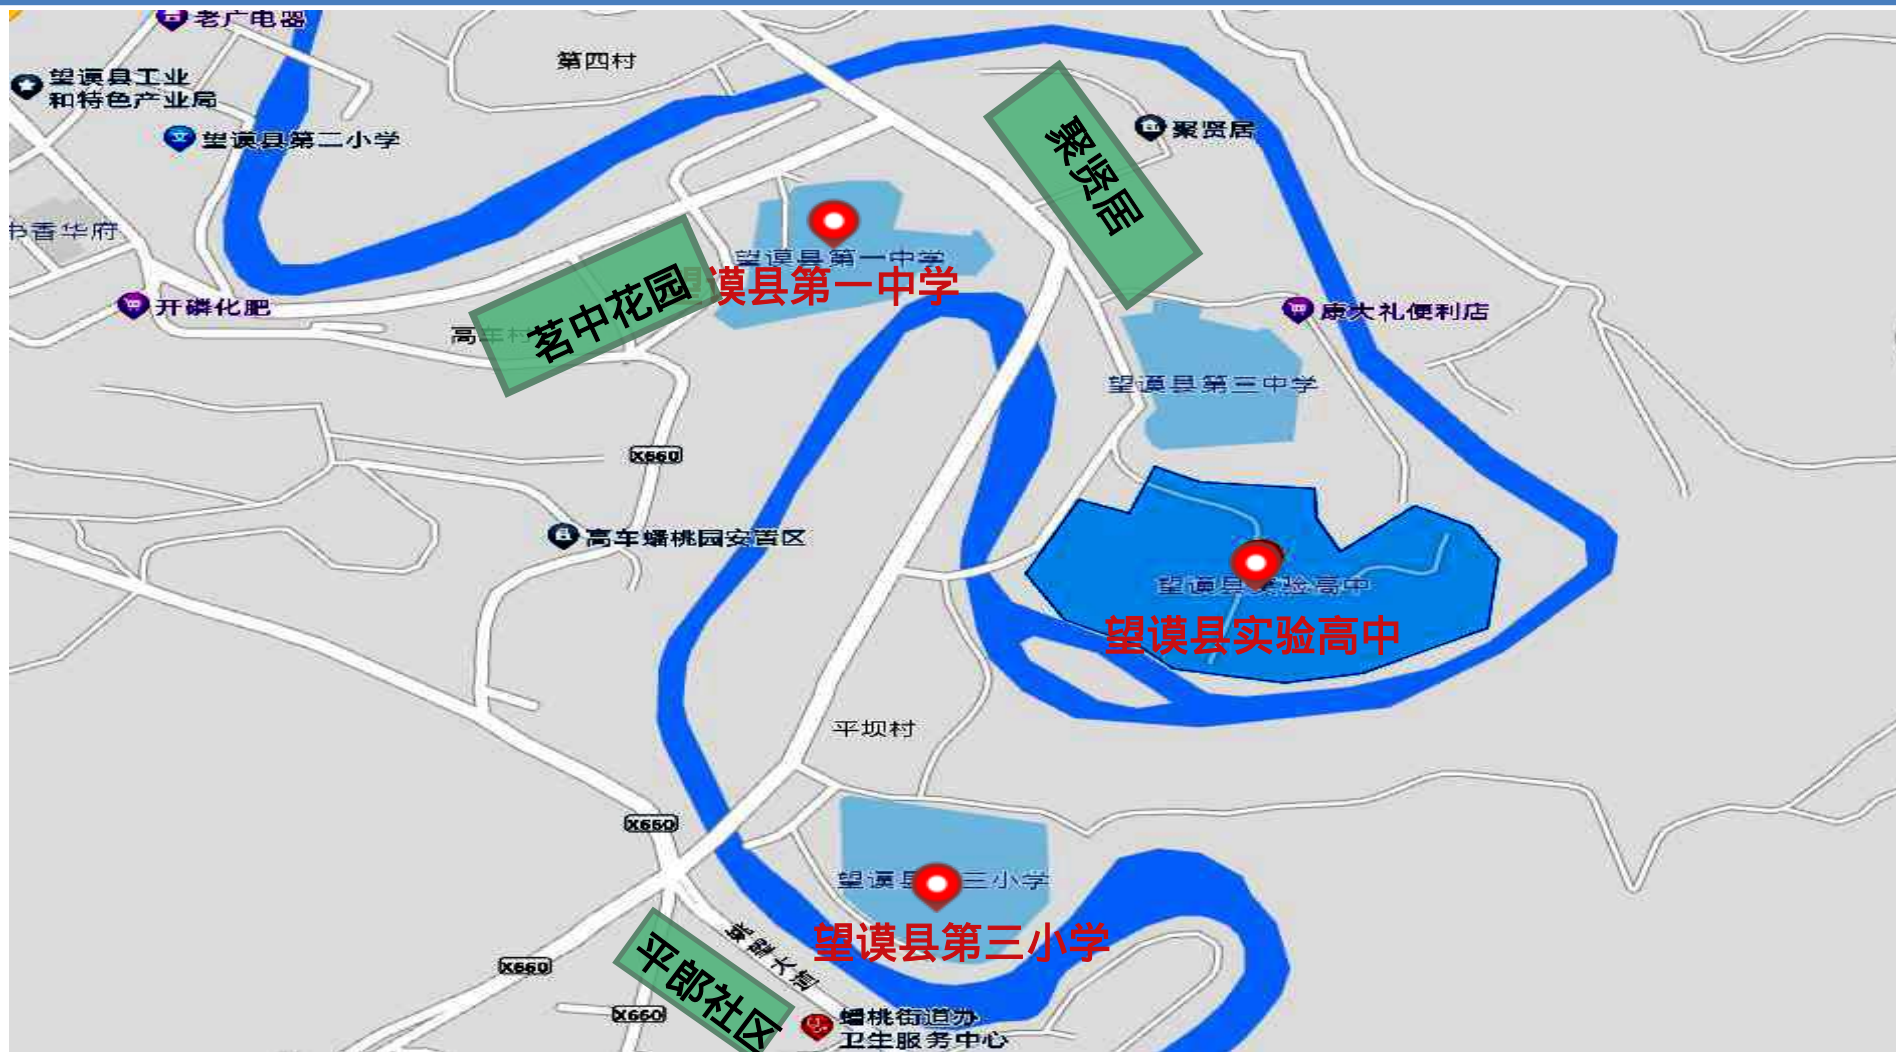 老广电器
第四村
望谟县工业
和特色产业局
望谟县第二小学
聚贤居
聚贤居
书香华府
望谟县第一中学
望谟县第一中学
开磷化肥
康大礼便利店
高车村
茗中花园
望谟县第三中学
X660
高车蟠桃园安置区
望谟县实验高中
望谟县实验高中
平坝村
X660
望谟县第三小学
望谟县第三小学
X660
平郎社区
X660
蟠桃街道办
卫生服务中心